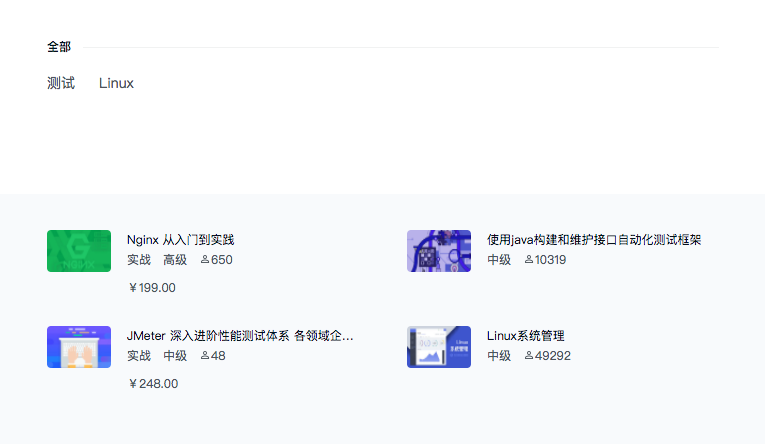 全部
测试 Linux
NGINX
Nginx 从入门到实践
实战 高级 650
￥199.00
使用java构建和维护接口自动化测试框架
中级 10319
JMeter 深入进阶性能测试体系 各领域企...
实战 中级 48
￥248.00
Linux
Linux系统管理
中级 49292